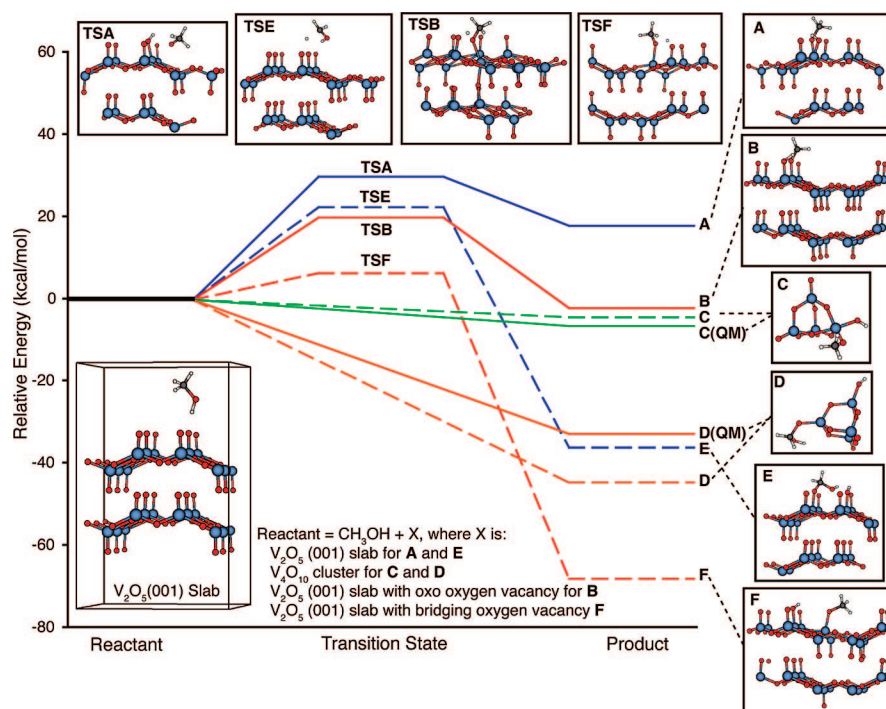 TSA
TSE
TSB
TSF
A
B
C
D
E
F
60
40
20
0
-20
-40
-60
-80
Relative Energy (kcal/mol)
TSA
TSE
TSB
TSF
A
B
C
C(QM)
D(QM)
E
D
F
V2O5(001) Slab
Reactant = CH3OH + X, where X is:
V2O5 (001) slab for A and E
V4O10 cluster for C and D
V2O5 (001) slab with oxo oxygen vacancy for B
V2O5 (001) slab with bridging oxygen vacancy F
Reactant
Transition State
Product